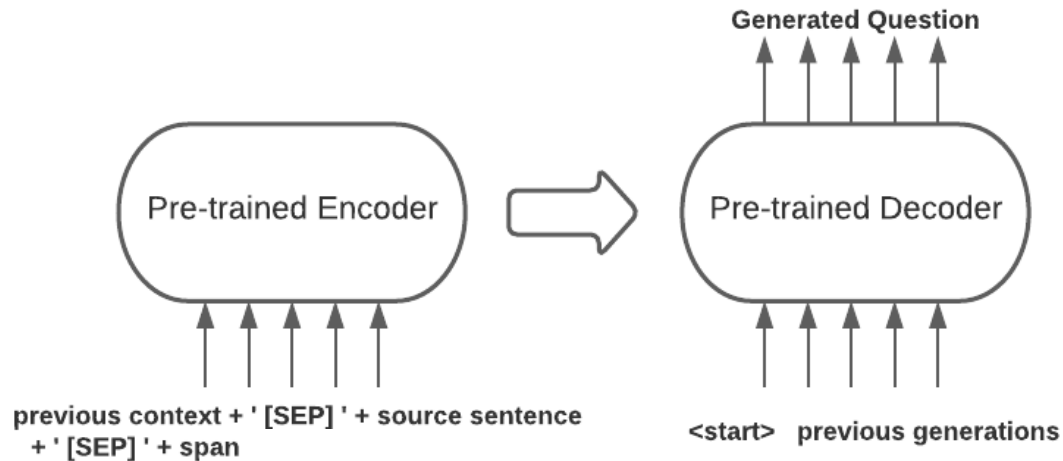 Generated Question
Pre-trained Encoder
Pre-trained Decoder
previous context + ' [SEP] ' + source sentence
+ ' [SEP] ' + span
<start> previous generations